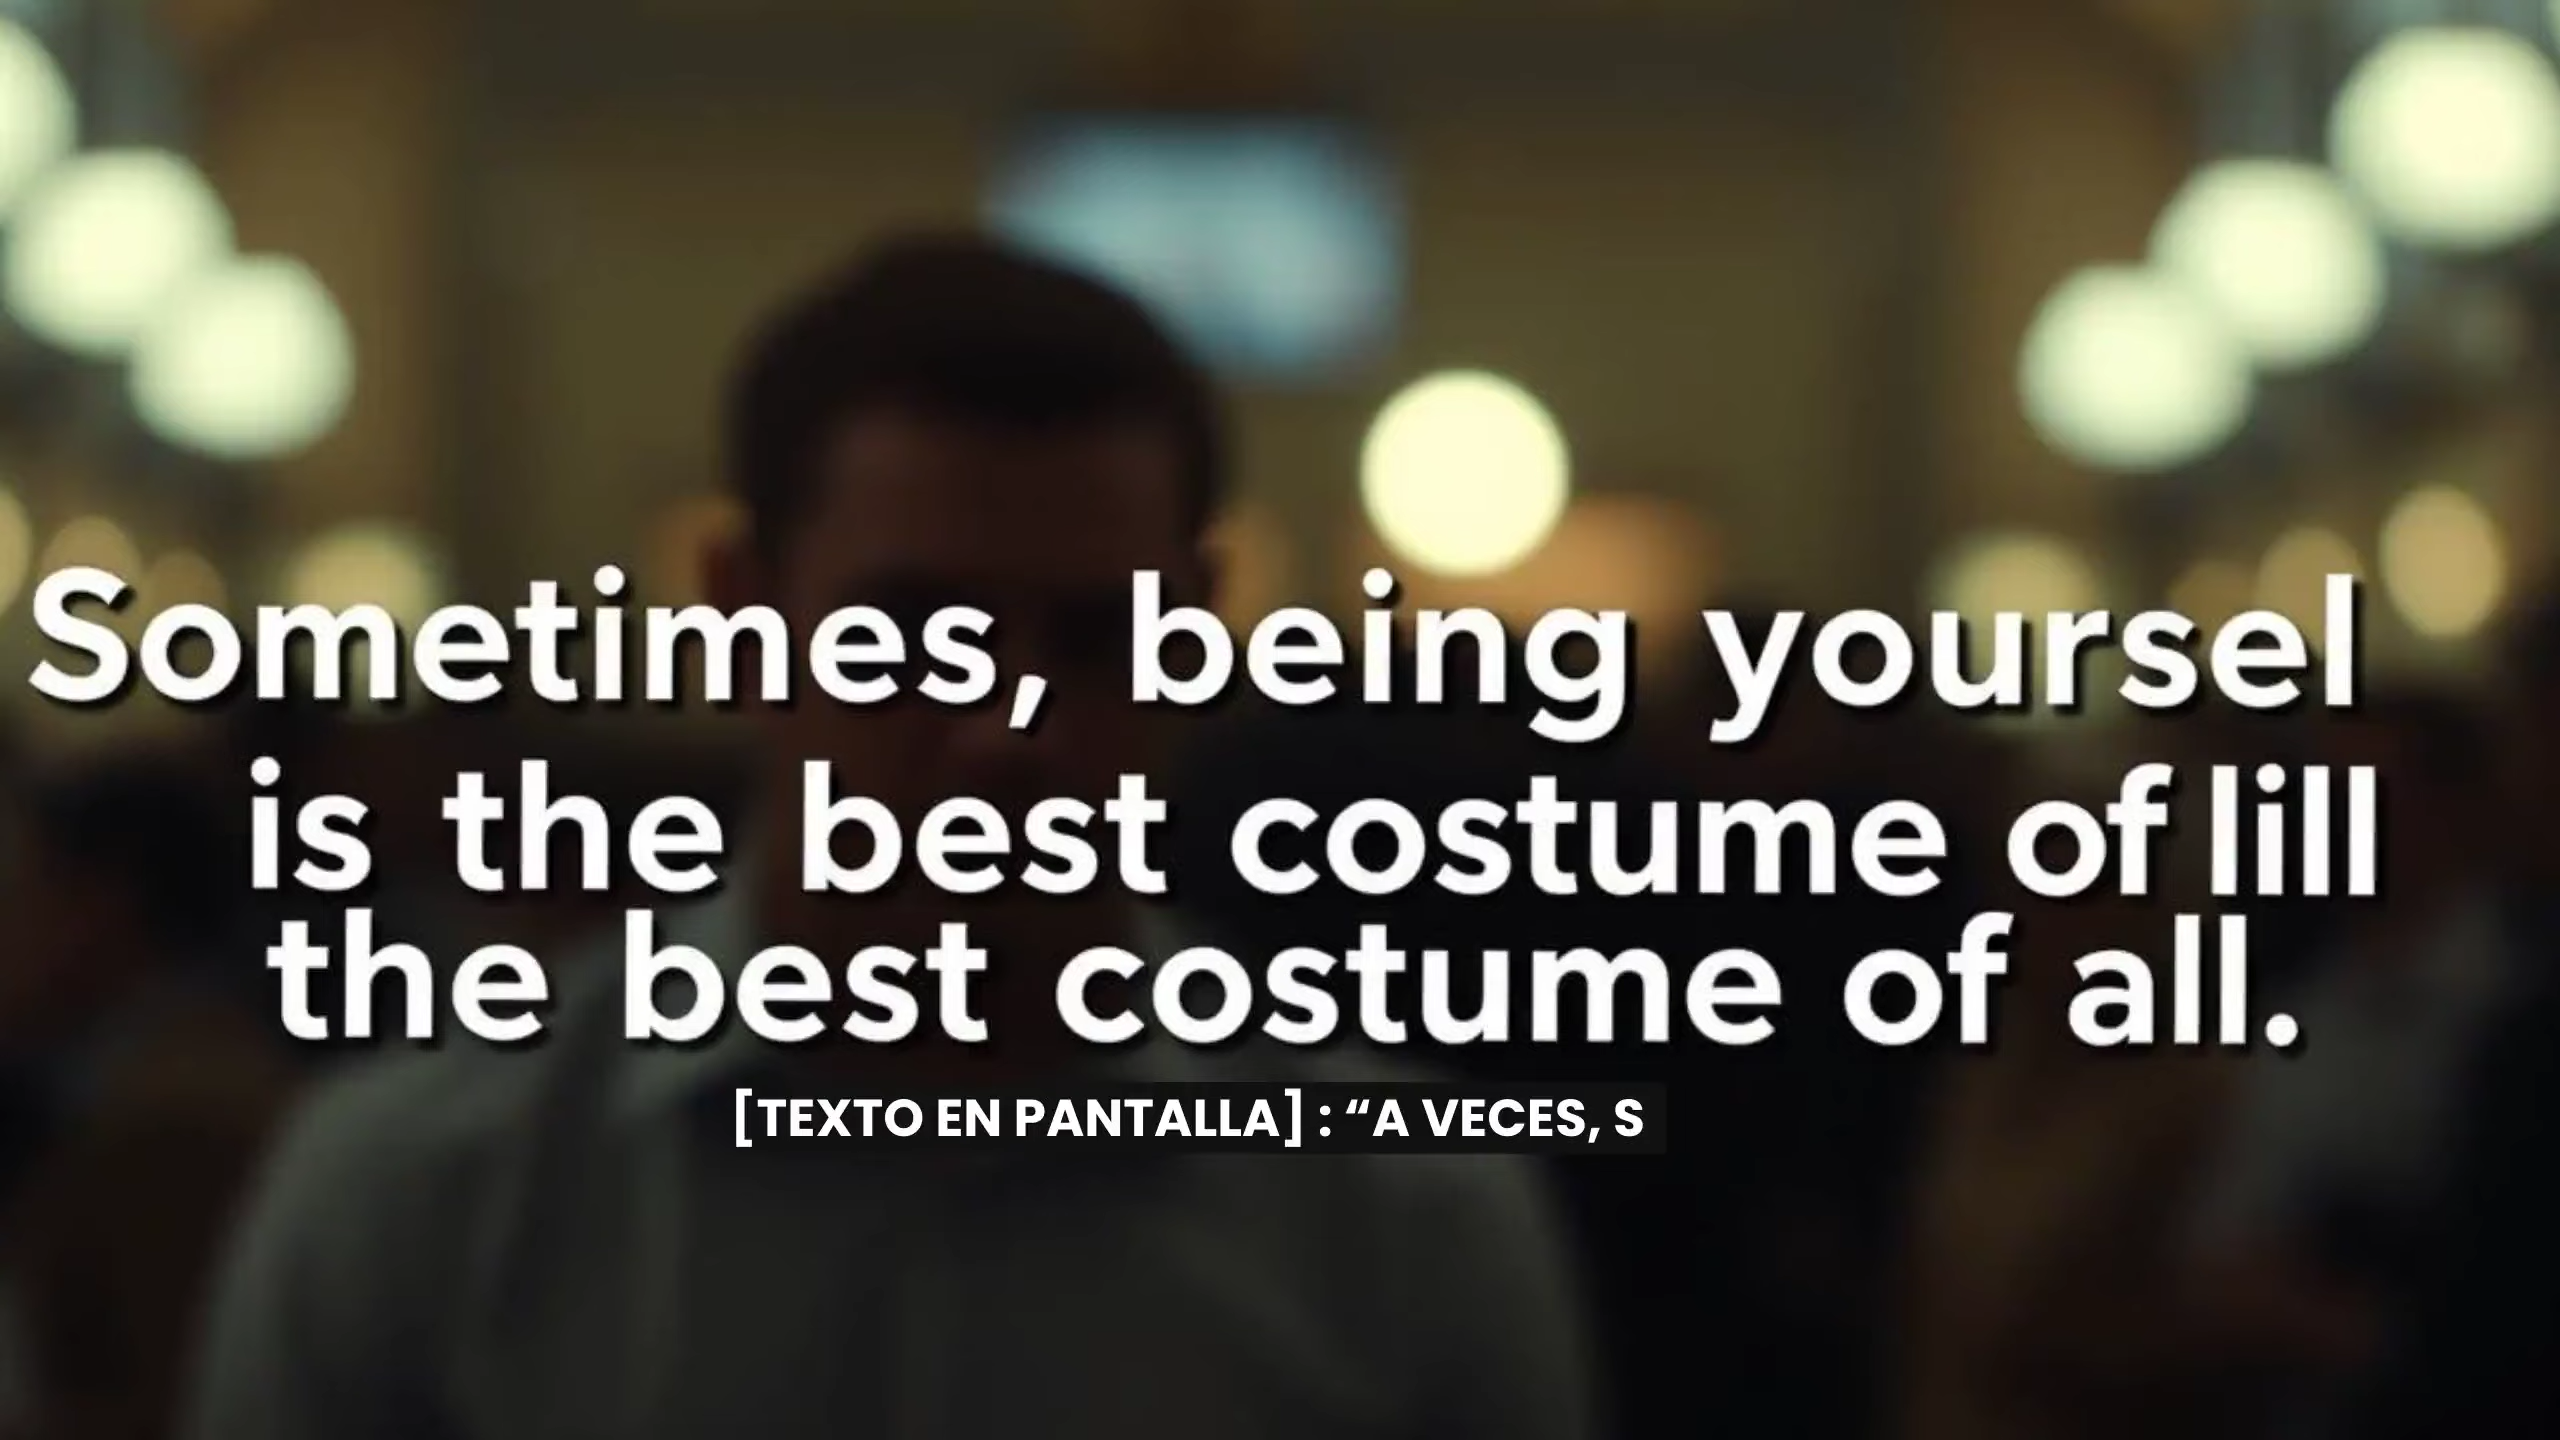 Sometimes, being yoursel
is the best costume of lill
the best costume of all.
[TEXTO EN PANTALLA] : “A VECES, S